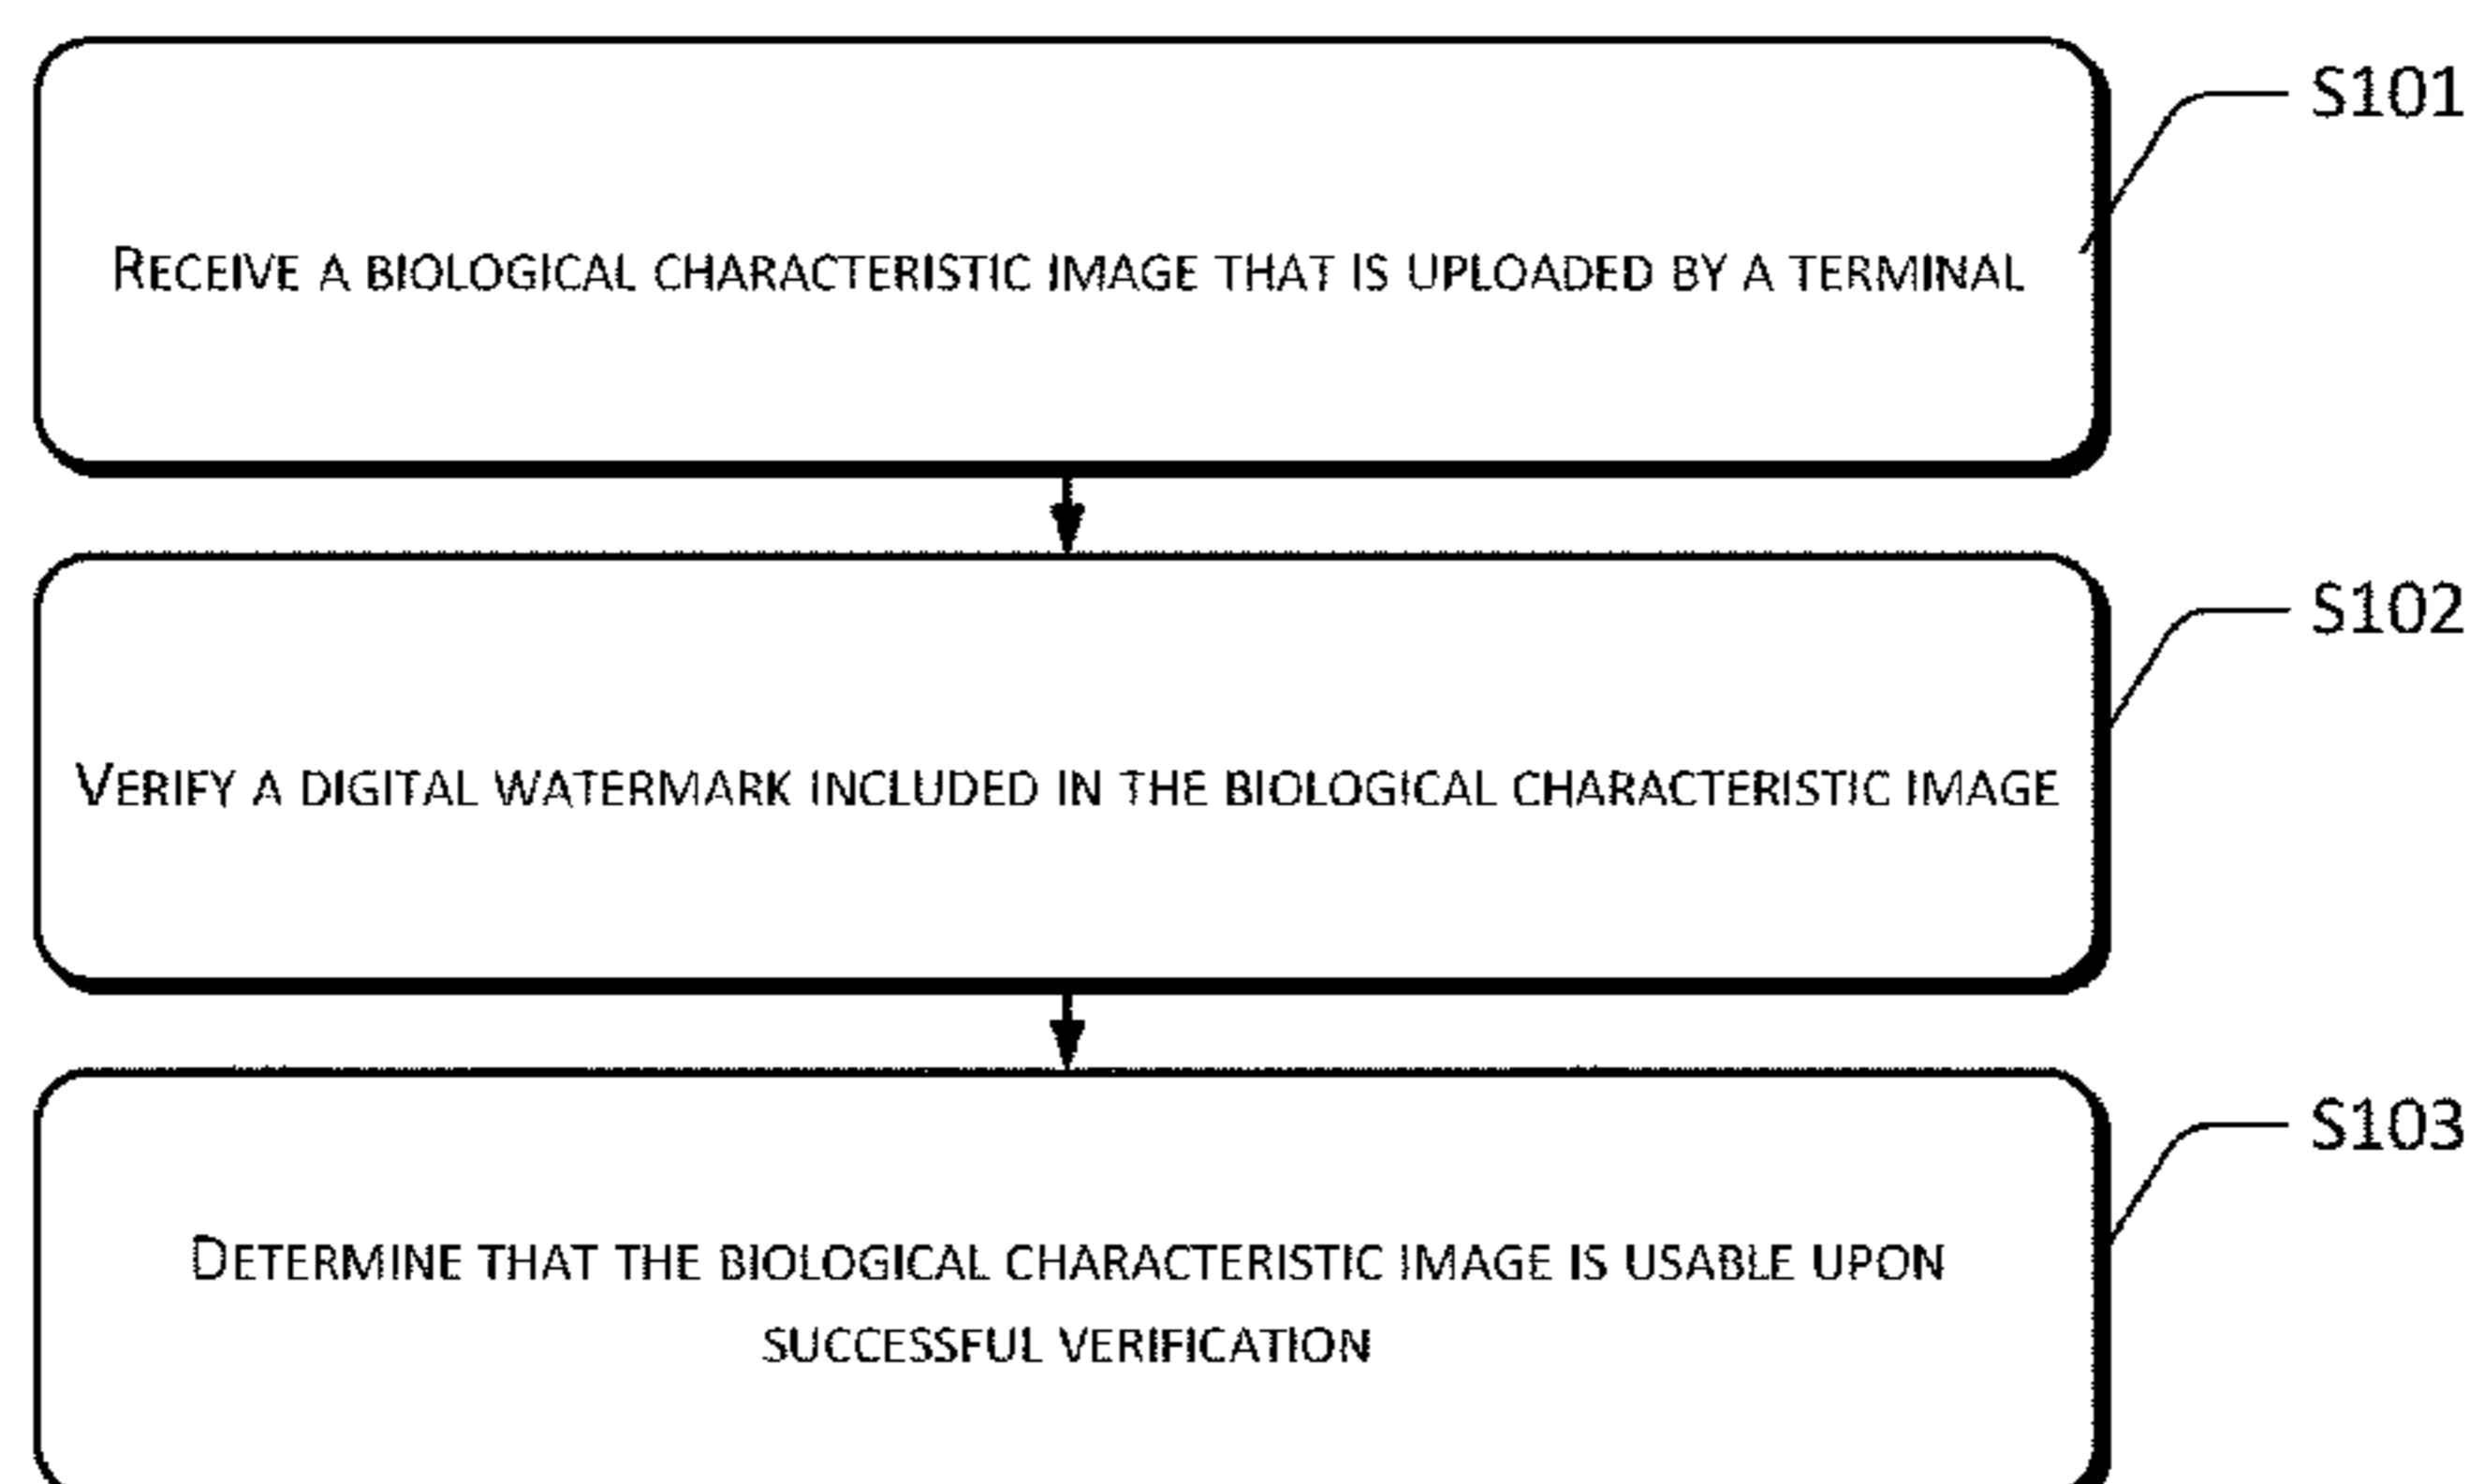 S101
RECEIVE A BIOLOGICAL CHARACTERISTIC IMAGE THAT IS UPLOADED BY A TERMINAL
S102
VERIFY A DIGITAL WATERMARK INCLUDED IN THE BIOLOGICAL CHARACTERISTIC IMAGE
S103
DETERMINE THAT THE BIOLOGICAL CHARACTERISTIC IMAGE IS USABLE UPON
SUCCESSFUL VERIFICATION